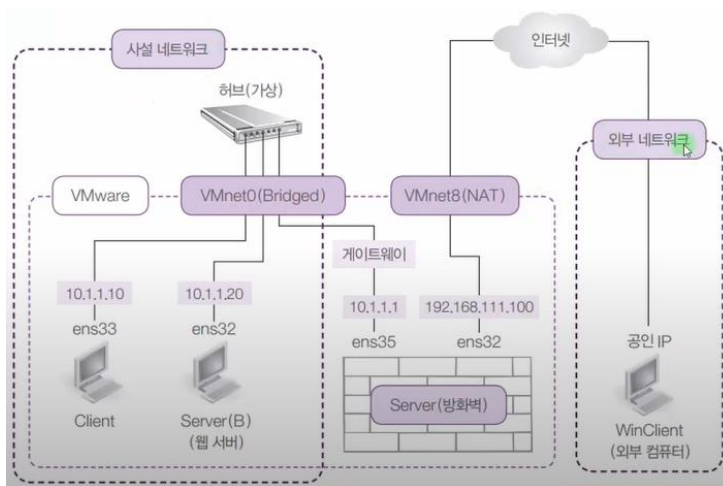 사설 네트워크
인터넷
허브(가상)
외부 네트워크
VMware
VMnet0(Bridged)
VMnet8(NAT)
게이트웨이
10.1.1.10
10.1.1.20
10.1.1.1
192.168.111.100
ens33
ens32
ens35
ens32
공인 IP
Server(방화벽)
Client
Server(B)
(웹 서버)
WinClient
(외부 컴퓨터)